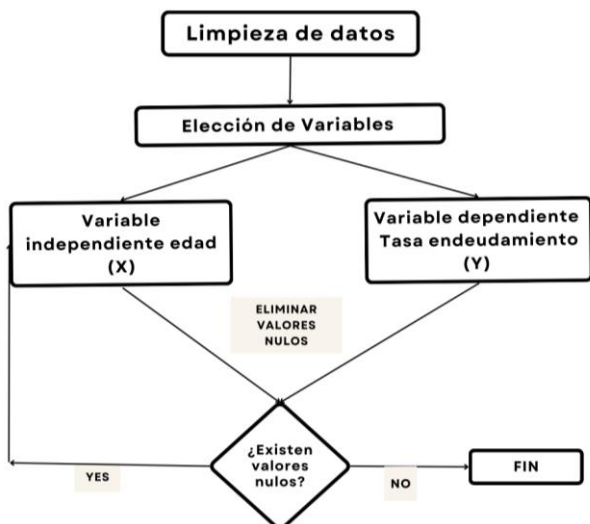 Limpieza de datos
Elección de Variables
Variable
independiente edad
(X)
Variable dependiente
Tasa endeudamiento
(Y)
ELIMINAR
VALORES
NULOS
¿Existen
valores
nulos?
YES
NO
FIN